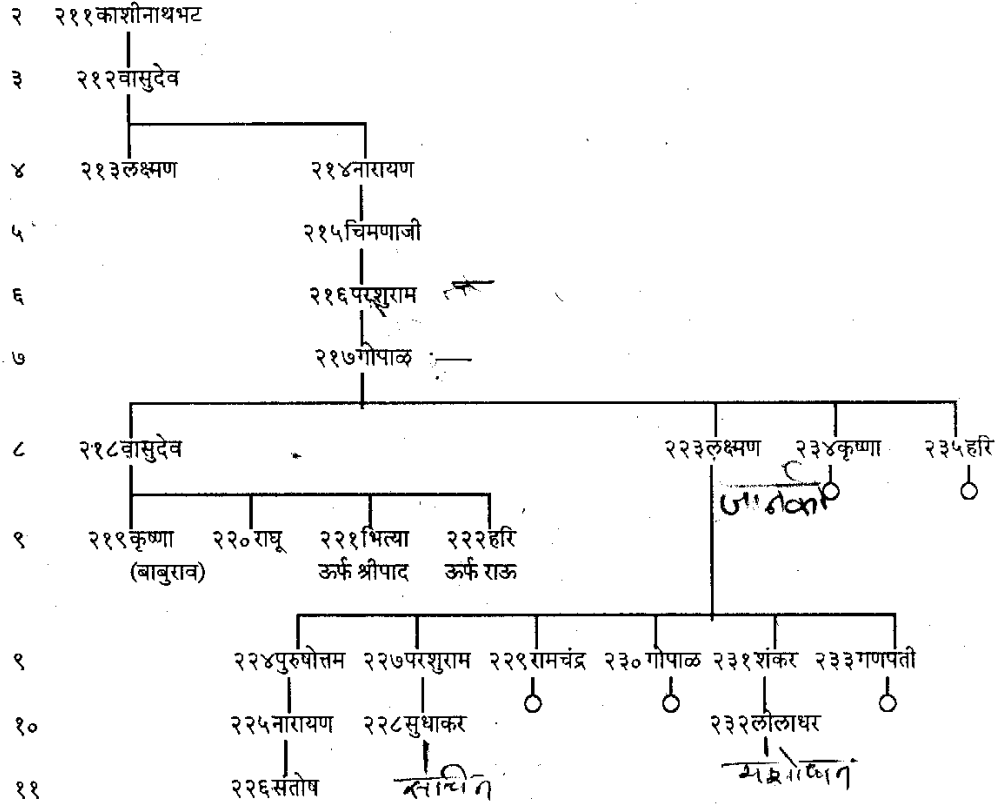 २ २११काशीनाथभट
३ २१२वासुदेव
४ २१३लक्ष्मण २१४नारायण
५ २१५चिमणाजी
६ २१६परशुराम
७ २१७गोपाळ
८ २१८वासुदेव २२३लक्ष्मण २३४कृष्णा २३५हरि
जानकी
९ २१९कृष्णा २२०राघू २२१भित्या २२२हरि
(बाबुराव) ऊर्फ श्रीपाद ऊर्फ राऊ
९ २२४पुरुषोत्तम २२७परशुराम २२९रामचंद्र २३०गोपाळ २३१शंकर २३३गणपती
१० २२५नारायण २२८सुधाकर २३२लीलाधर
११ २२६संतोष सचिन